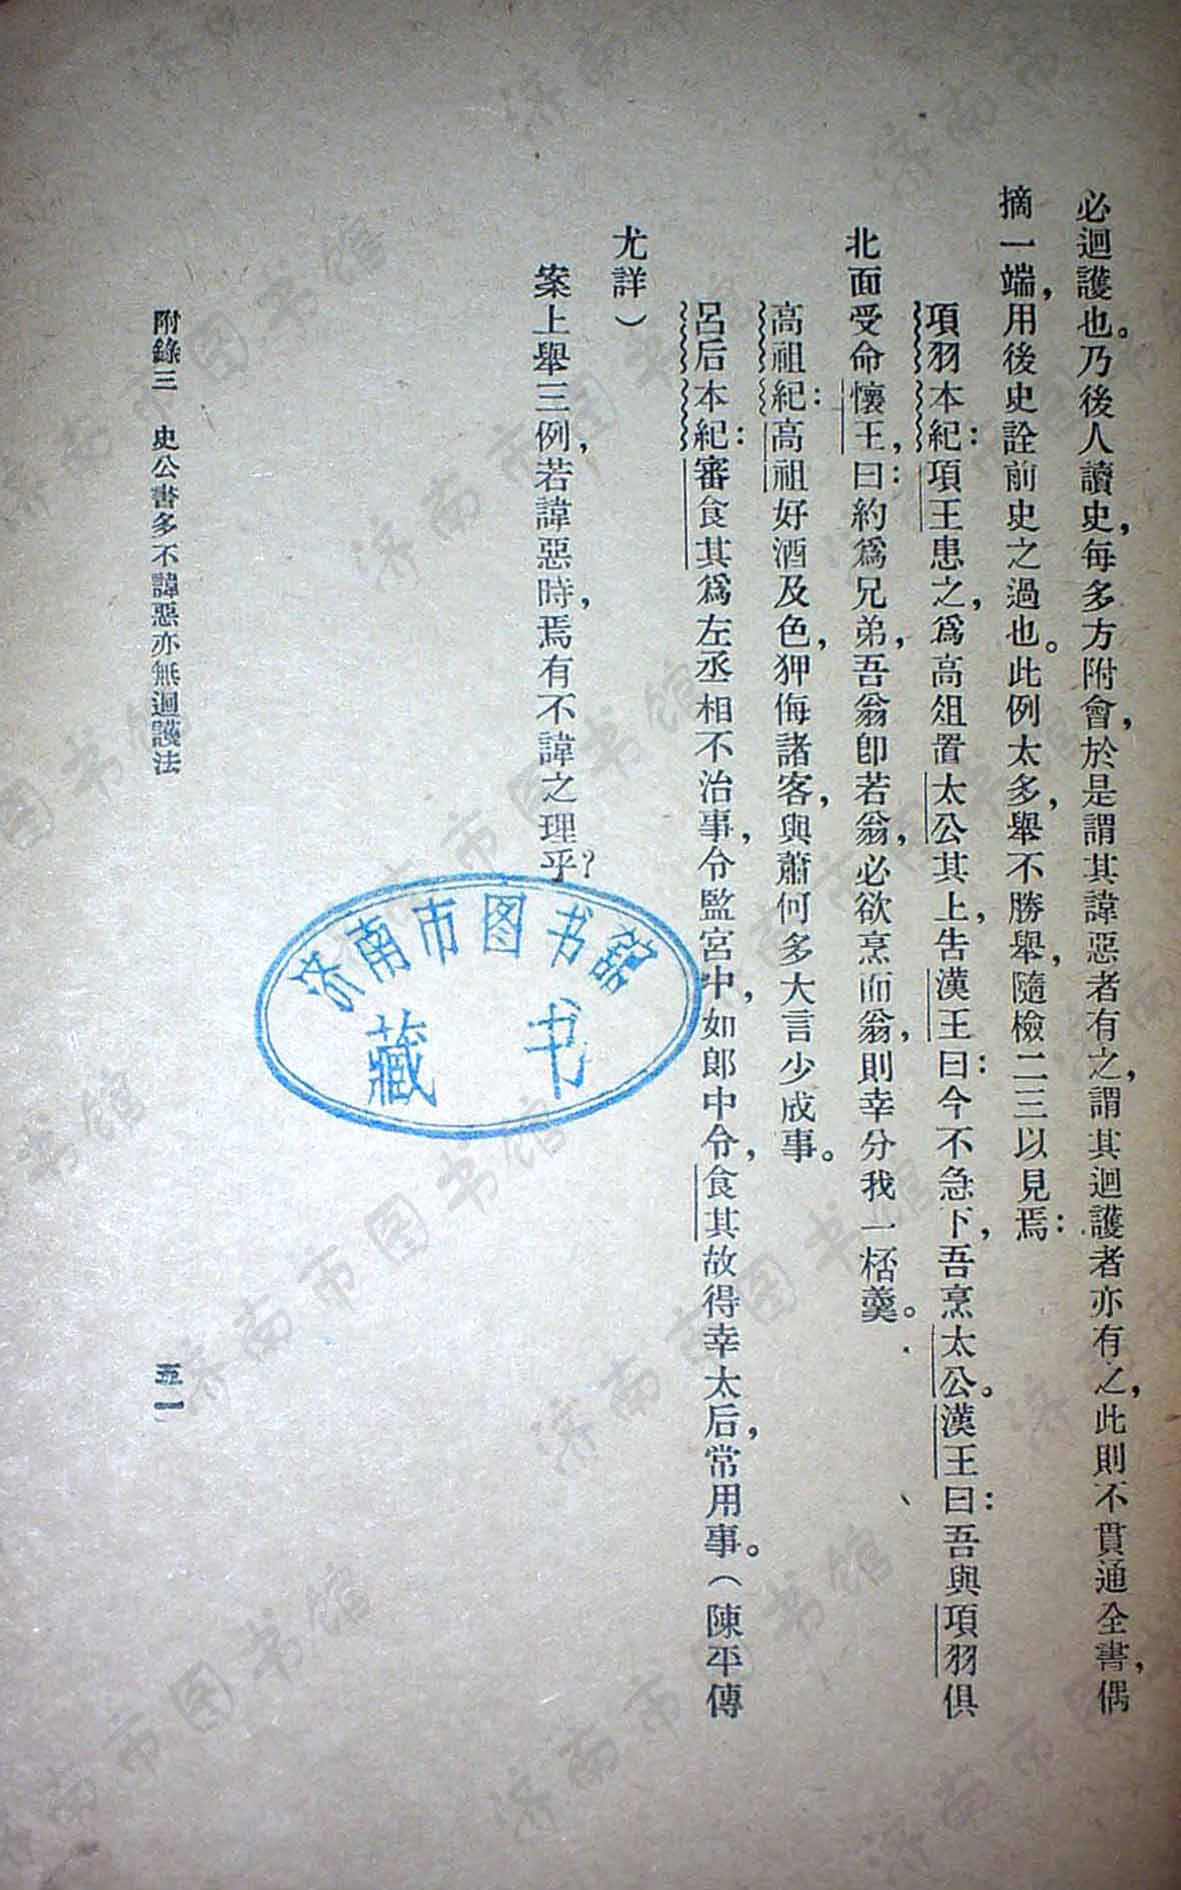 必迴護也。乃後人讀史，每多方附會，於是謂其諱惡者有之，謂其迴護者亦有之，此則不貫通全書，偶
摘一端，用後史詮前史之過也。此例太多，舉不勝舉，隨檢二三以見焉：
項羽本紀：項王患之，爲高俎置太公其上，告漢王曰：今不急下，吾烹太公。漢王曰：吾與項羽俱
北面受命懷王，曰：約爲兄弟，吾翁卽若翁，必欲烹而翁，則幸分我一桮羹。
高祖紀：高祖好酒及色，狎侮諸客，與蕭何多大言少成事。
呂后本紀：審食其爲左丞相不治事，令監宮中，如郎中令，食其故得幸太后，常用事。（陳平傳
尤詳）
案上舉三例，若諱惡時，焉有不諱之理乎？
附錄三　史公書多不諱惡亦無迴護法
五一
济南市图书馆
藏书
济南市图书馆